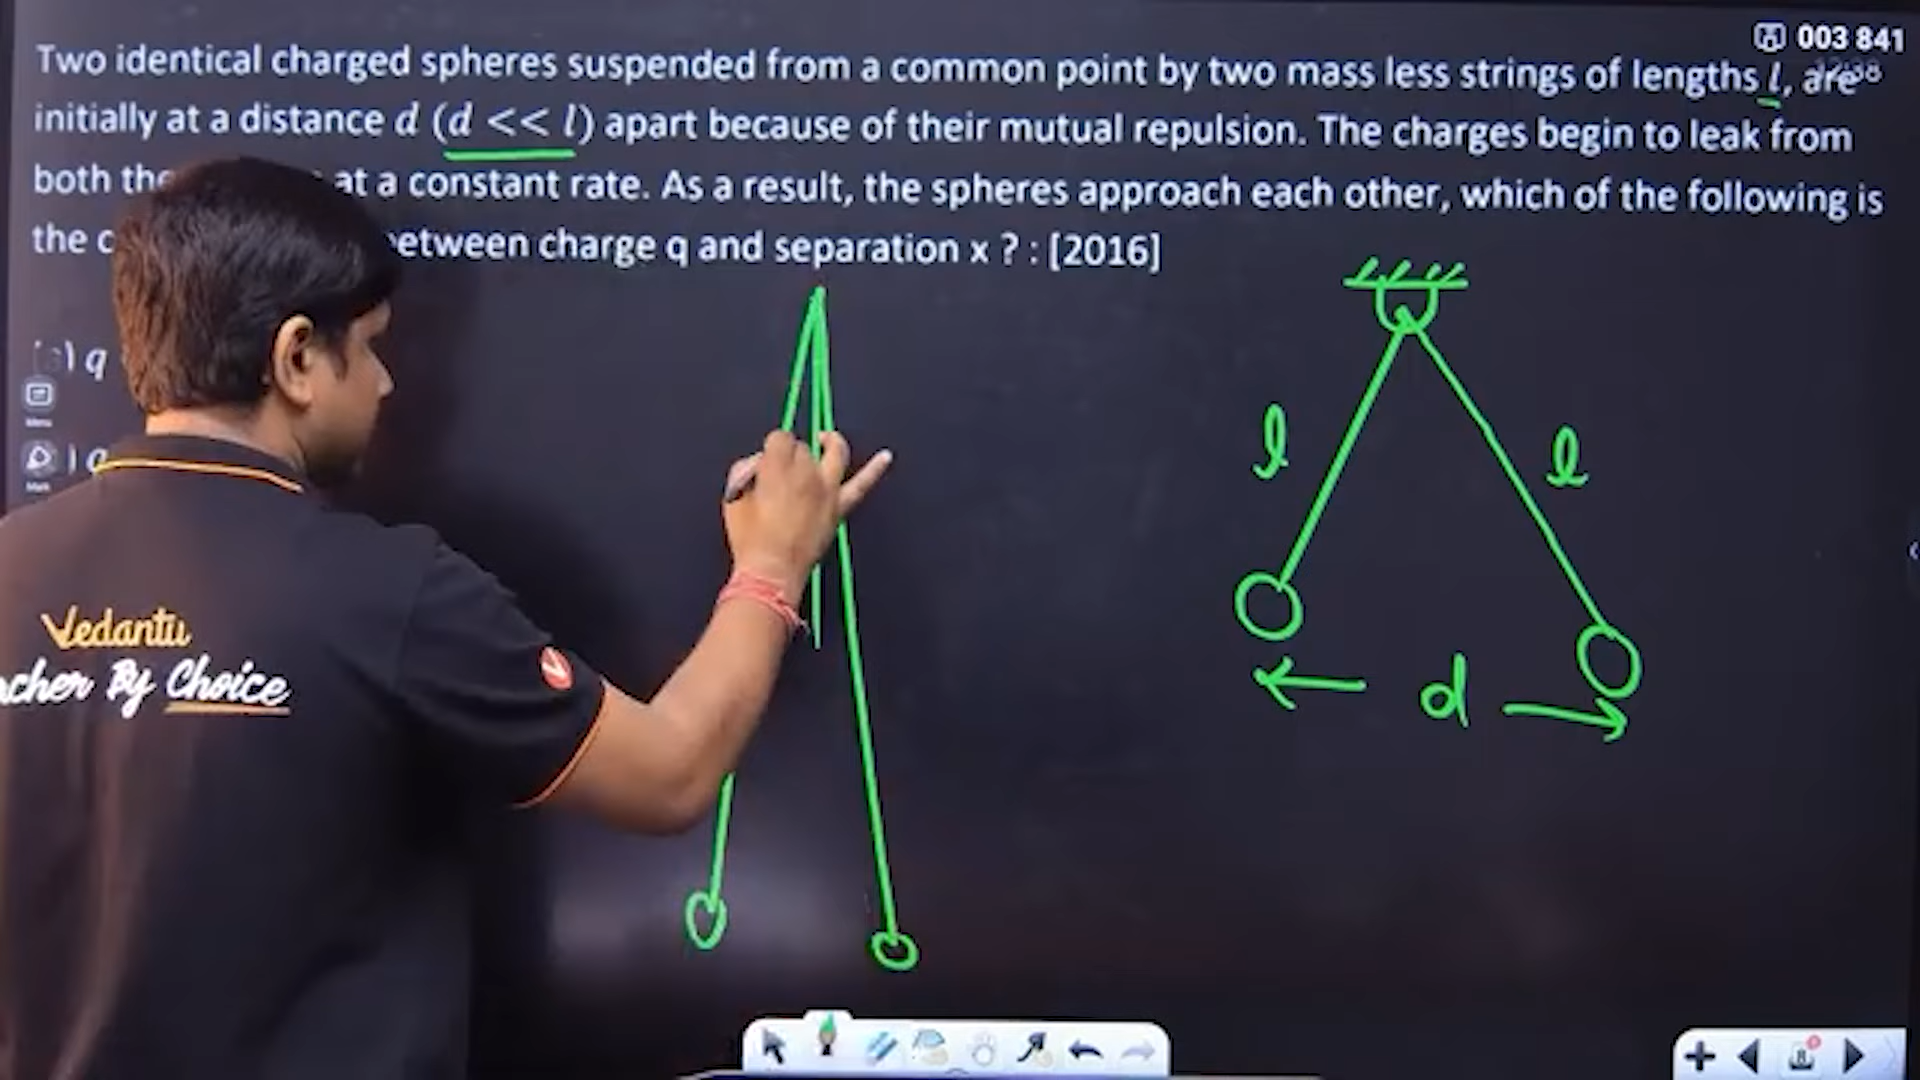 003 841
Two identical charged spheres suspended from a common point by two mass less strings of lengths l, are
initially at a distance d (d << l) apart because of their mutual repulsion. The charges begin to leak from
both the at a constant rate. As a result, the spheres approach each other, which of the following is
the between charge q and separation x ? : [2016]
) q
) q
l
l
d
Menu
Vedantu
By Choice